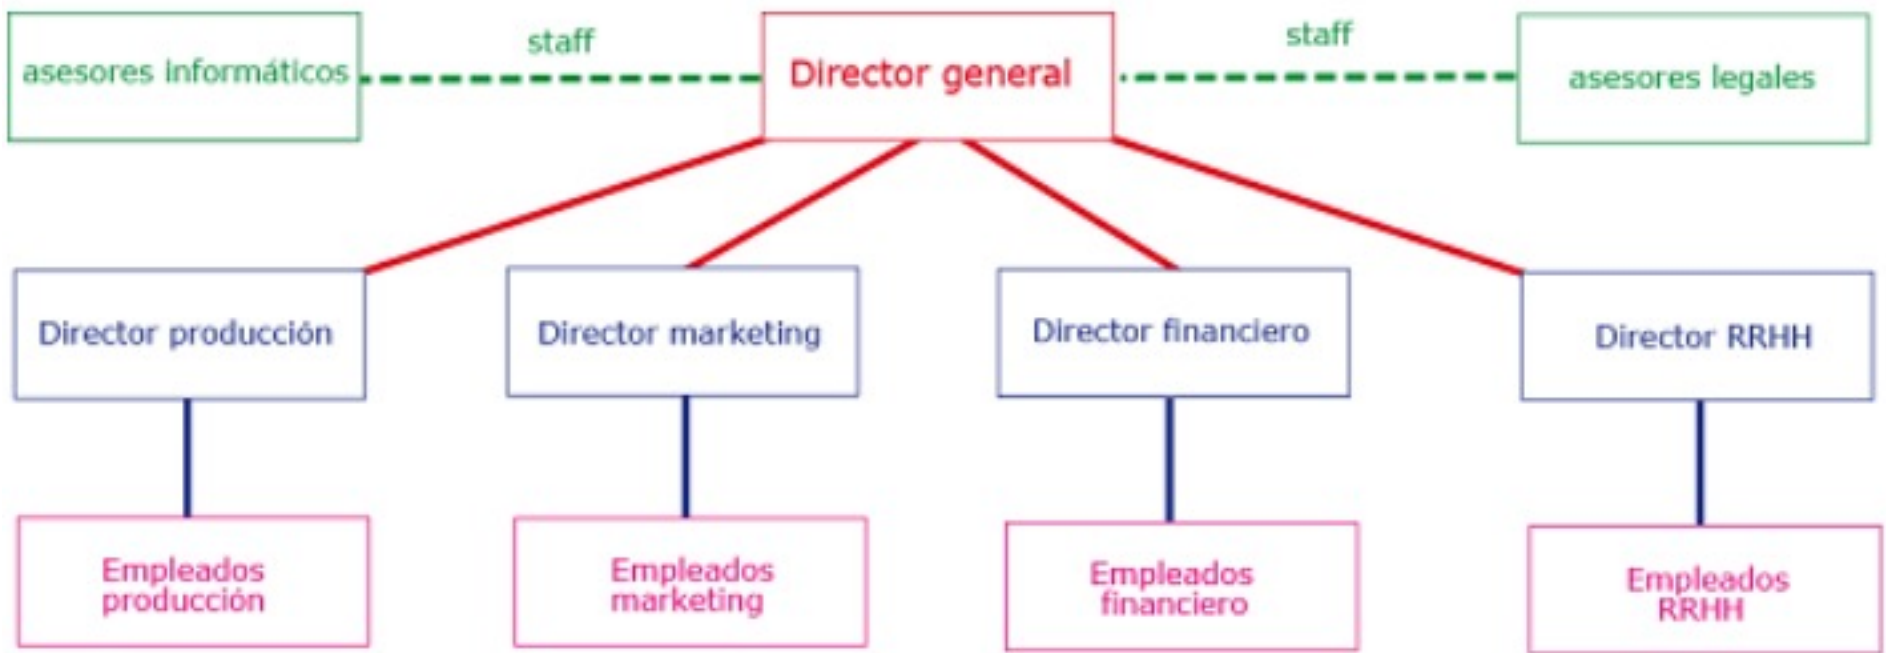 staff
staff
asesores informáticos
Director general
asesores legales
Director producción
Director marketing
Director financiero
Director RRHH
Empleados
producción
Empleados
marketing
Empleados
financiero
Empleados
RRHH